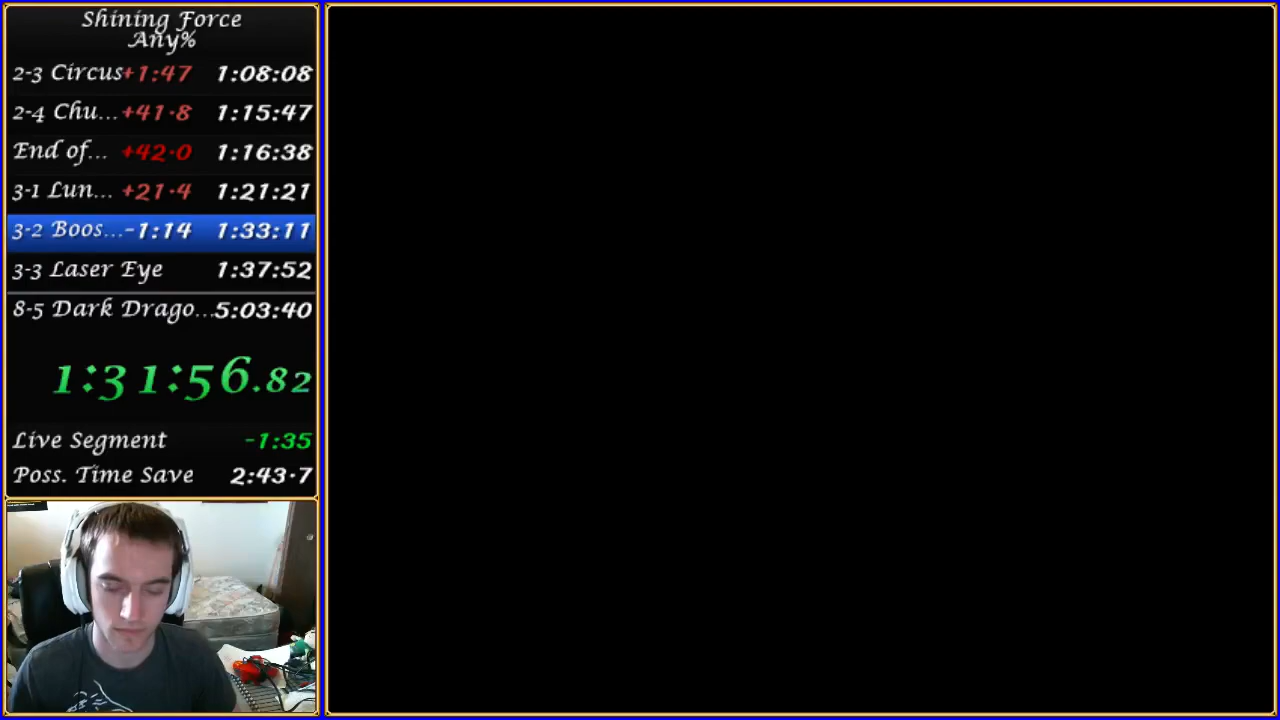 Shining Force
Any%
2-3 Circus +1:47 1:08:08
2-4 Chu... +41.8 1:15:47
End of... +42.0 1:16:38
3-1 Lun... +21.4 1:21:21
3-2 Boos... -1:14 1:33:11
3-3 Laser Eye 1:37:52
8-5 Dark Drago... 5:03:40
1:31:56.82
Live Segment -1:35
Poss. Time Save 2:43.7